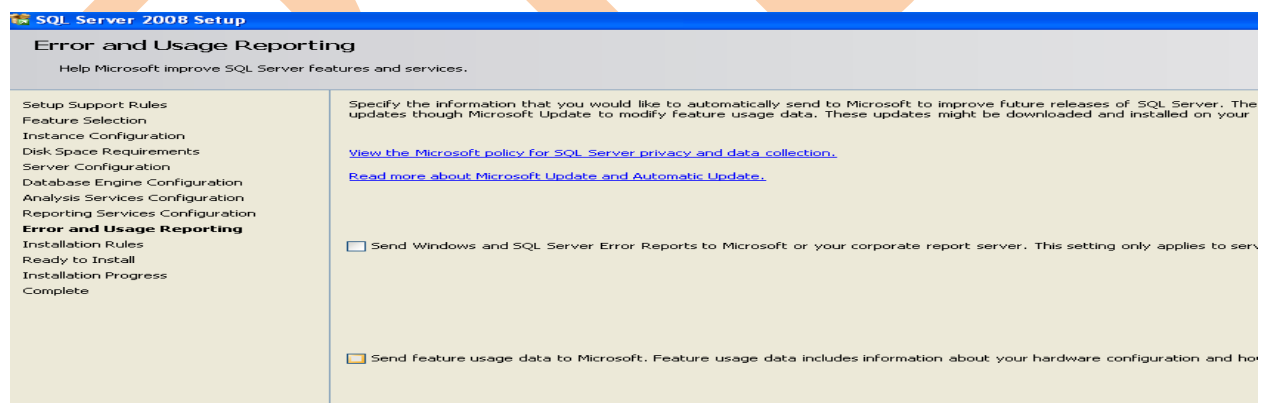 SQL Server 2008 Setup
Error and Usage Reporting
Help Microsoft improve SQL Server features and services.
Setup Support Rules
Feature Selection
Instance Configuration
Disk Space Requirements
Server Configuration
Database Engine Configuration
Analysis Services Configuration
Reporting Services Configuration
Error and Usage Reporting
Installation Rules
Ready to Install
Installation Progress
Complete
Specify the information that you would like to automatically send to Microsoft to improve future releases of SQL Server. The
updates though Microsoft Update to modify feature usage data. These updates might be downloaded and installed on your
View the Microsoft policy for SQL Server privacy and data collection.
Read more about Microsoft Update and Automatic Update.
Send Windows and SQL Server Error Reports to Microsoft or your corporate report server. This setting only applies to serv
Send feature usage data to Microsoft. Feature usage data includes information about your hardware configuration and ho